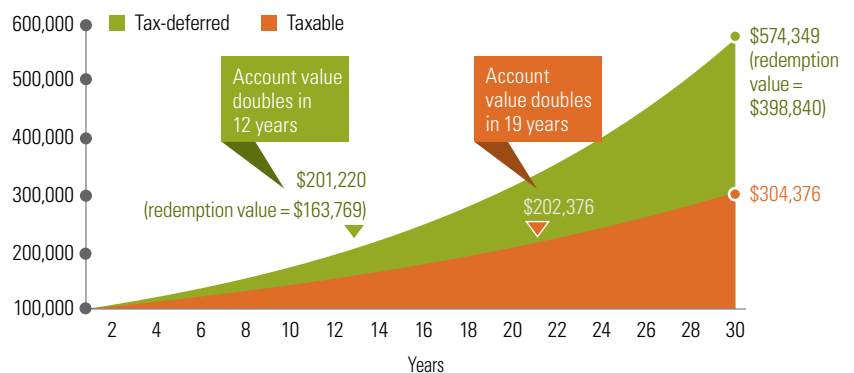 600,000
Tax-deferred
Taxable
500,000
400,000
300,000
200,000
100,000
Account value
doubles in
12 years
Account
value doubles
in 19 years
$201,220
(redemption value = $163,769)
$202,376
$574,349
(redemption
value =
$398,840)
$304,376
2 4 6 8 10 12 14 16 18 20 22 24 26 28 30
Years